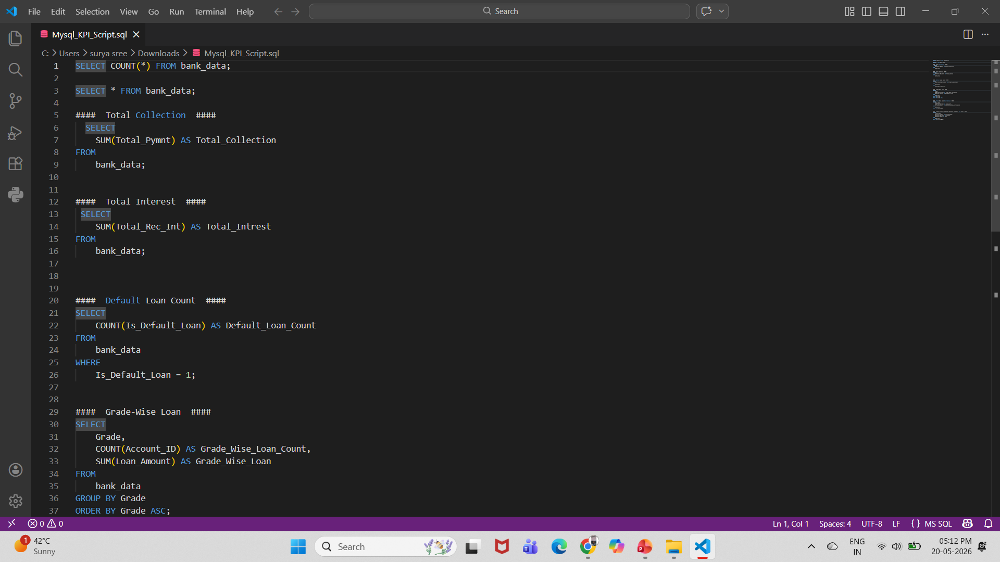 File Edit Selection View Go Run Terminal Help Search
Mysql_KPI_Script.sql
C: > Users > surya sree > Downloads > Mysql_KPI_Script.sql
1 SELECT COUNT(*) FROM bank_data;
2
3 SELECT * FROM bank_data;
4
5 ####  Total Collection  ####
6   SELECT
7     SUM(Total_Pymnt) AS Total_Collection
8 FROM
9     bank_data;
10
11
12 ####  Total Interest  ####
13  SELECT
14     SUM(Total_Rec_Int) AS Total_Intrest
15 FROM
16     bank_data;
17
18
19
20 ####  Default Loan Count  ####
21 SELECT
22     COUNT(Is_Default_Loan) AS Default_Loan_Count
23 FROM
24     bank_data
25 WHERE
26     Is_Default_Loan = 1;
27
28
29 ####  Grade-Wise Loan  ####
30 SELECT
31     Grade,
32     COUNT(Account_ID) AS Grade_Wise_Loan_Count,
33     SUM(Loan_Amount) AS Grade_Wise_Loan
34 FROM
35     bank_data
36 GROUP BY Grade
37 ORDER BY Grade ASC;
0 0 Ln 1, Col 1 Spaces: 4 UTF-8 LF {} MS SQL
1 42°C
Sunny
Search
ENG
IN
05:12 PM
20-05-2026